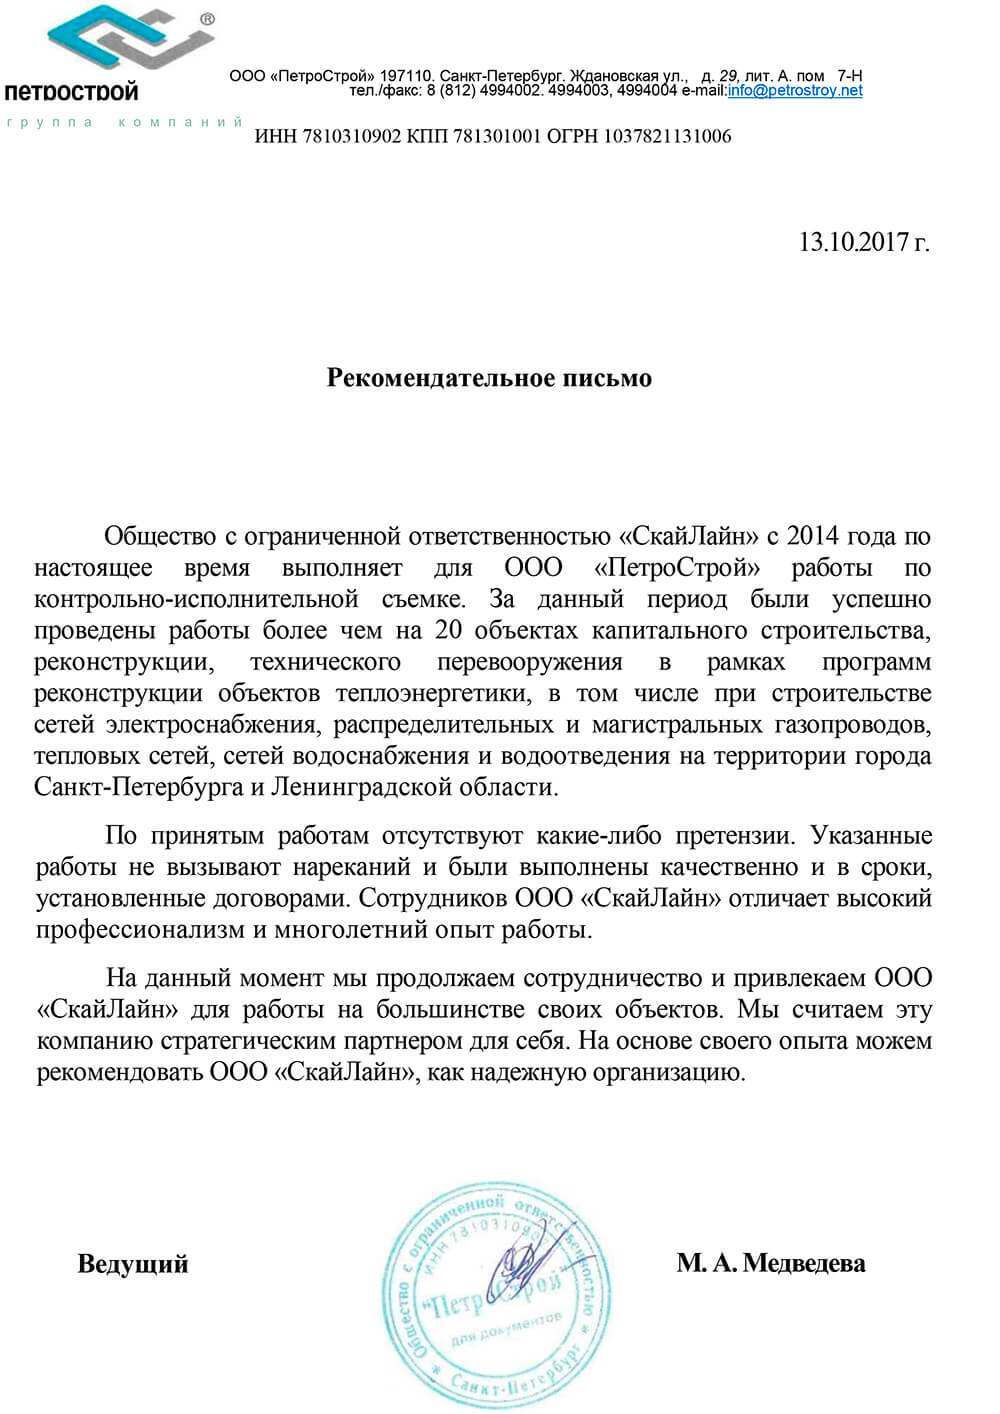 ®
ПЕТРОСТРОЙ
группа компаний
ООО «ПетроСтрой» 197110. Санкт-Петербург. Ждановская ул., д. 29, лит. А. пом 7-Н
тел./факс: 8 (812) 4994002. 4994003, 4994004 e-mail:info@petrostroy.net
ИНН 7810310902 КПП 781301001 ОГРН 1037821131006
13.10.2017 г.
Рекомендательное письмо
Общество с ограниченной ответственностью «СкайЛайн» с 2014 года по
настоящее время выполняет для ООО «ПетроСтрой» работы по
контрольно-исполнительной съемке. За данный период были успешно
проведены работы более чем на 20 объектах капитального строительства,
реконструкции, технического перевооружения в рамках программ
реконструкции объектов теплоэнергетики, в том числе при строительстве
сетей электроснабжения, распределительных и магистральных газопроводов,
тепловых сетей, сетей водоснабжения и водоотведения на территории города
Санкт-Петербурга и Ленинградской области.
По принятым работам отсутствуют какие-либо претензии. Указанные
работы не вызывают нареканий и были выполнены качественно и в сроки,
установленные договорами. Сотрудников ООО «СкайЛайн» отличает высокий
профессионализм и многолетний опыт работы.
На данный момент мы продолжаем сотрудничество и привлекаем ООО
«СкайЛайн» для работы на большинстве своих объектов. Мы считаем эту
компанию стратегическим партнером для себя. На основе своего опыта можем
рекомендовать ООО «СкайЛайн», как надежную организацию.
Ведущий
М. А. Медведева
Общество с ограниченной ответственностью
* Санкт-Петербург *
ИНН 7810310902
"ПетроСтрой"
для документов